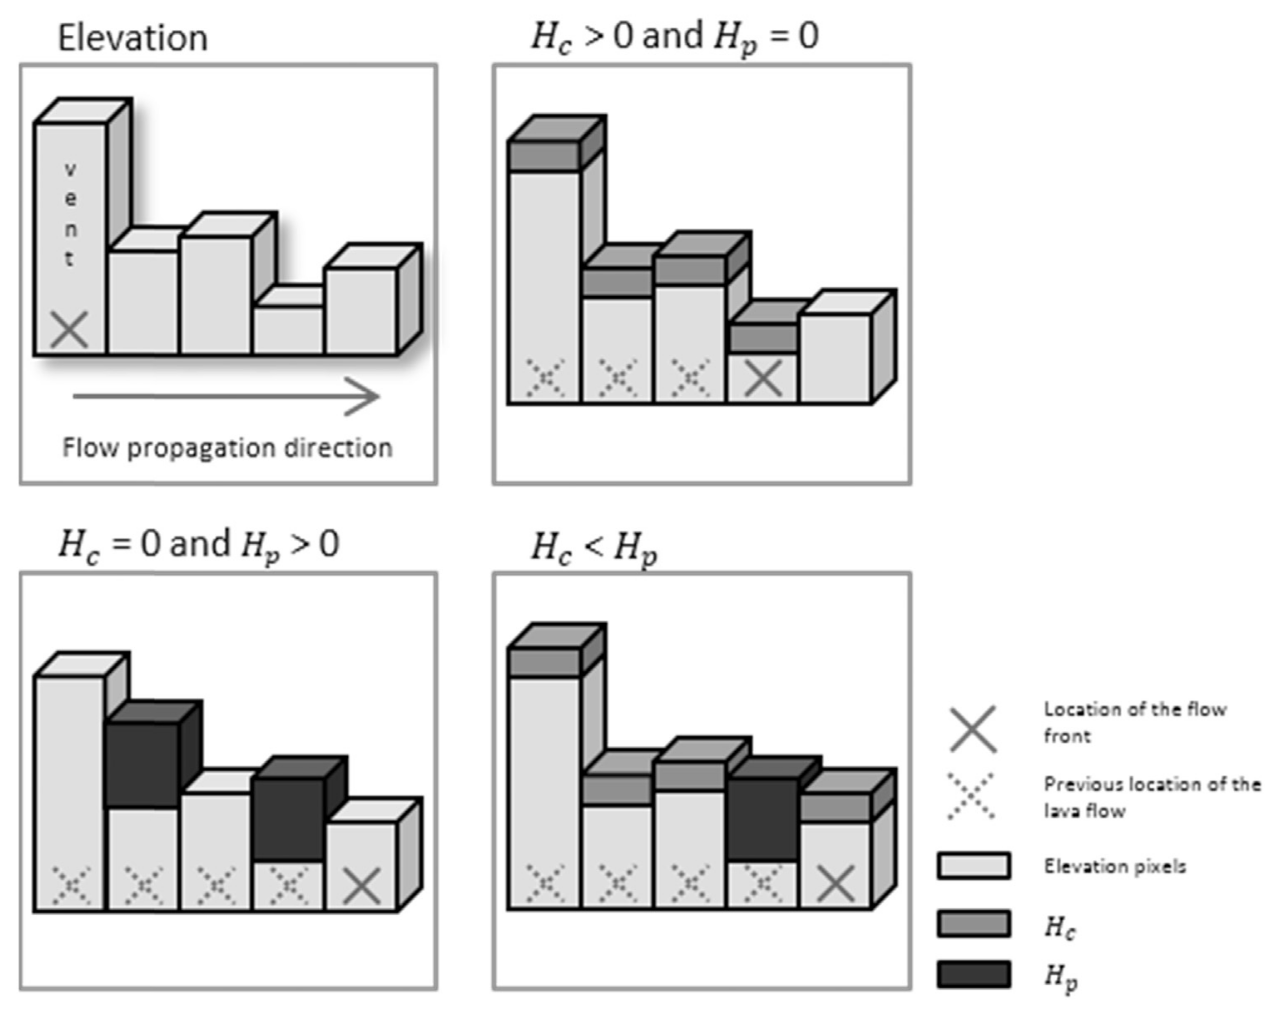 Elevation
v
e
n
t
Flow propagation direction
H_c > 0 and H_p = 0
H_c = 0 and H_p > 0
H_c < H_p
Location of the flow
front
Previous location of the
lava flow
Elevation pixels
H_c
H_p